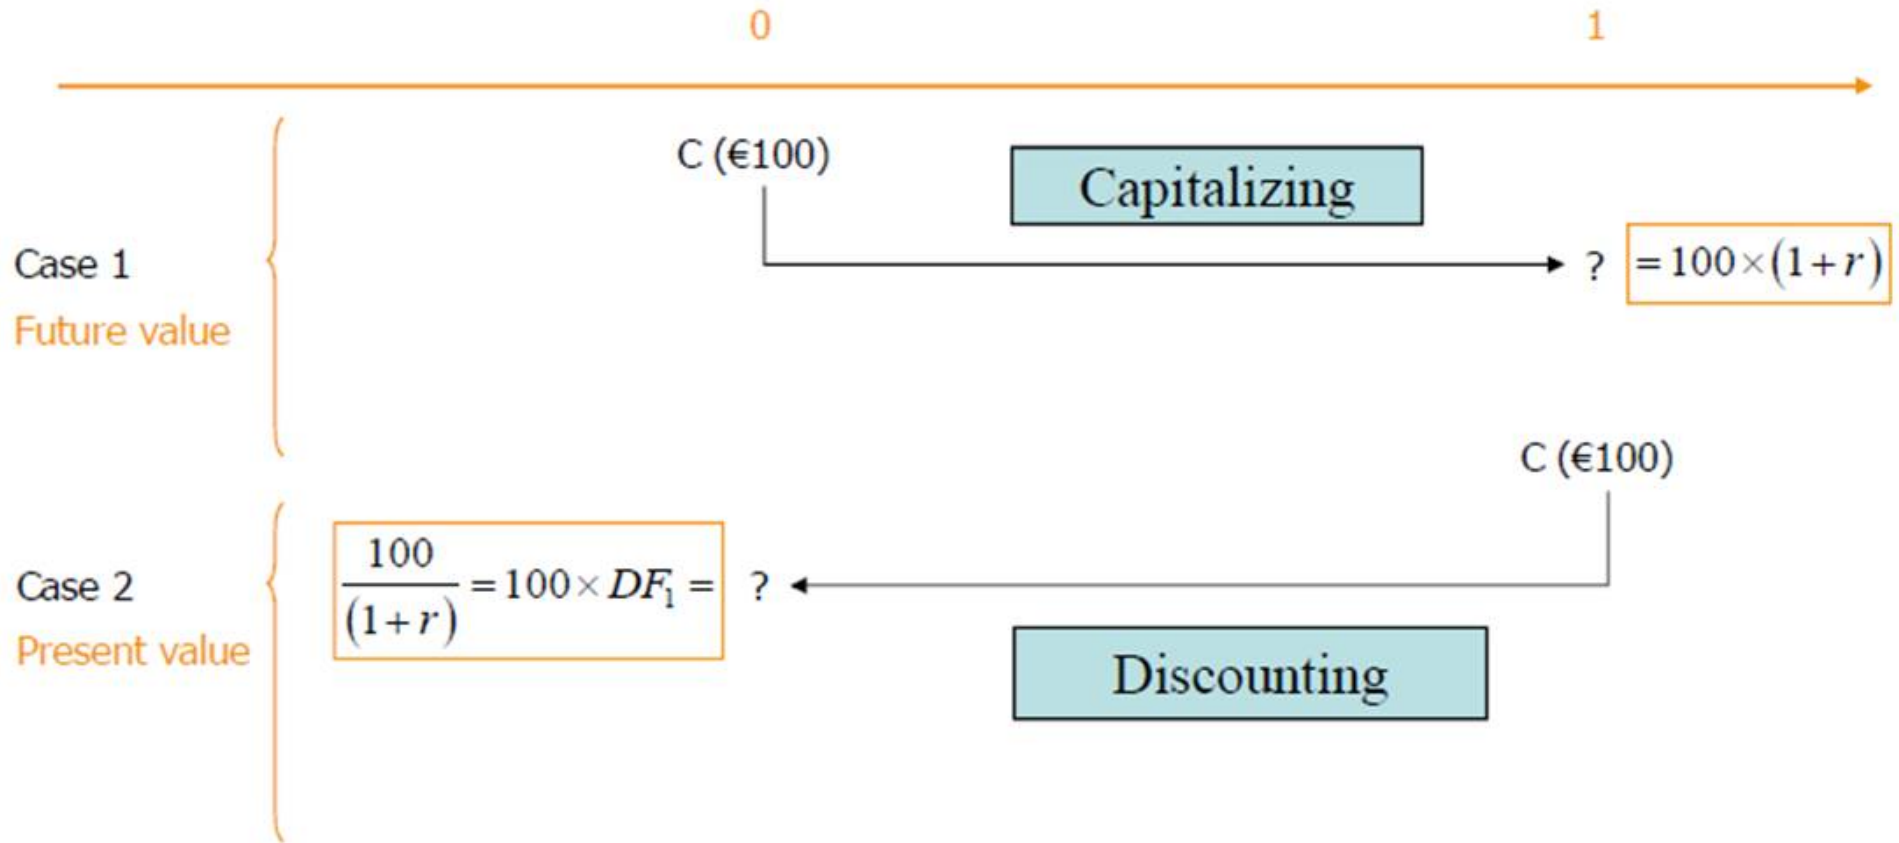 0 1
C (€100)
Capitalizing
Case 1
? = 100×(1+r)
Future value
C (€100)
Case 2
100/(1+r) = 100× DF₁ = ?
Present value
Discounting